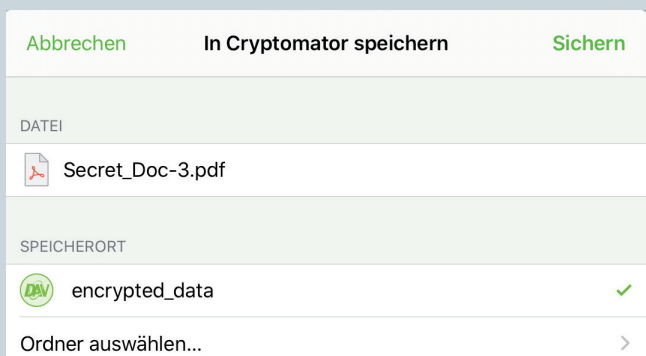 Abbrechen In Cryptomator speichern Sichern
DATEI
Secret_Doc-3.pdf
SPEICHERORT
DAV encrypted_data
Ordner auswählen...